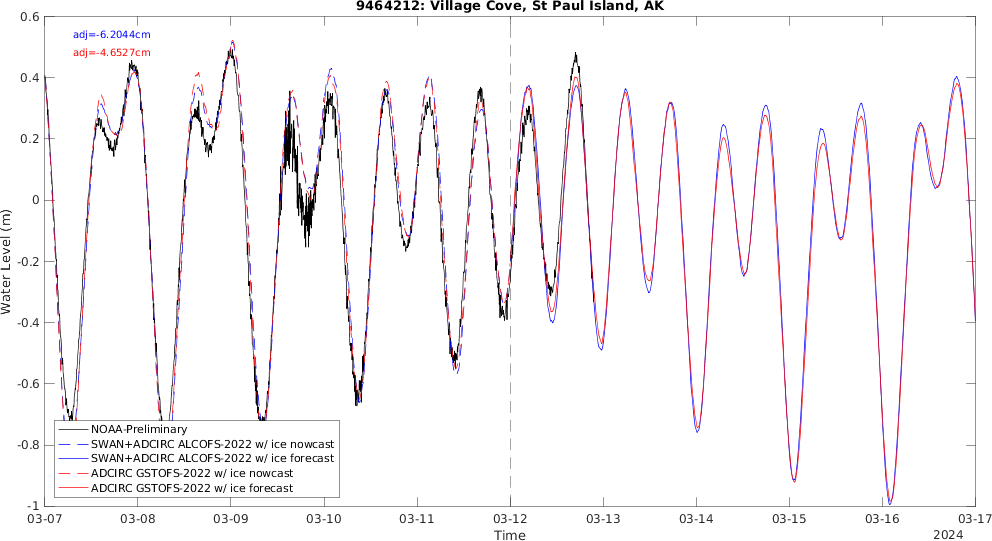 9464212: Village Cove, St Paul Island, AK
adj=-6.2044cm
adj=-4.6527cm
0.6
0.4
0.2
0
-0.2
-0.4
-0.6
-0.8
-1
Water Level (m)
NOAA-Preliminary
SWAN+ADCIRC ALCOFS-2022 w/ ice nowcast
SWAN+ADCIRC ALCOFS-2022 w/ ice forecast
ADCIRC GSTOFS-2022 w/ ice nowcast
ADCIRC GSTOFS-2022 w/ ice forecast
03-07 03-08 03-09 03-10 03-11 03-12 03-13 03-14 03-15 03-16 03-17
Time
2024